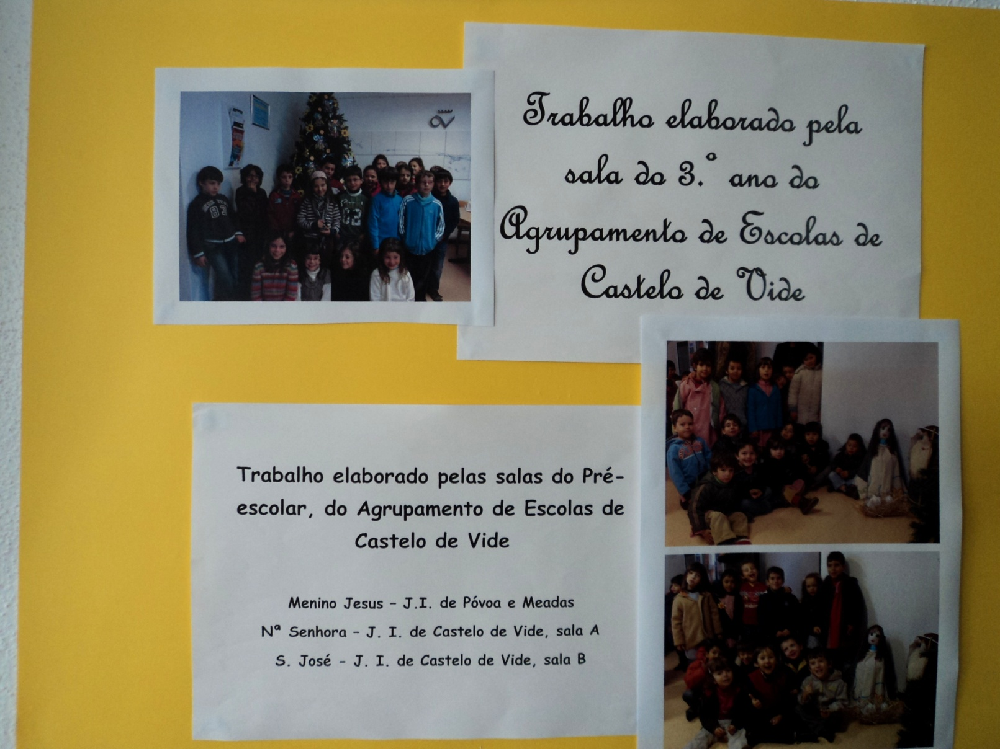 Trabalho elaborado pela
sala do 3.º ano do
Agrupamento de Escolas de
Castelo de Vide
Trabalho elaborado pelas salas do Pré-
escolar, do Agrupamento de Escolas de
Castelo de Vide
Menino Jesus – J.I. de Póvoa e Meadas
Nª Senhora – J. I. de Castelo de Vide, sala A
S. José – J. I. de Castelo de Vide, sala B